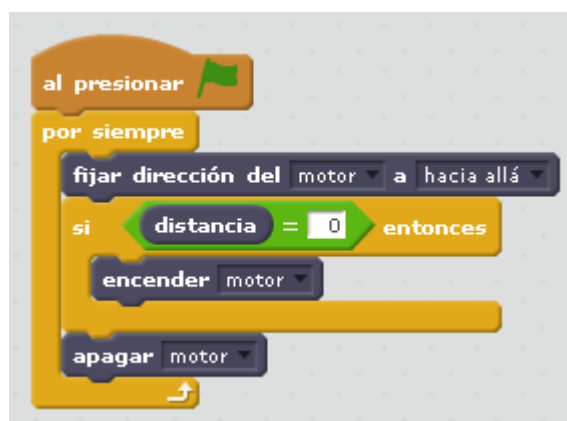 al presionar
por siempre
fijar dirección del motor a hacia allá
si distancia = 0 entonces
encender motor
apagar motor